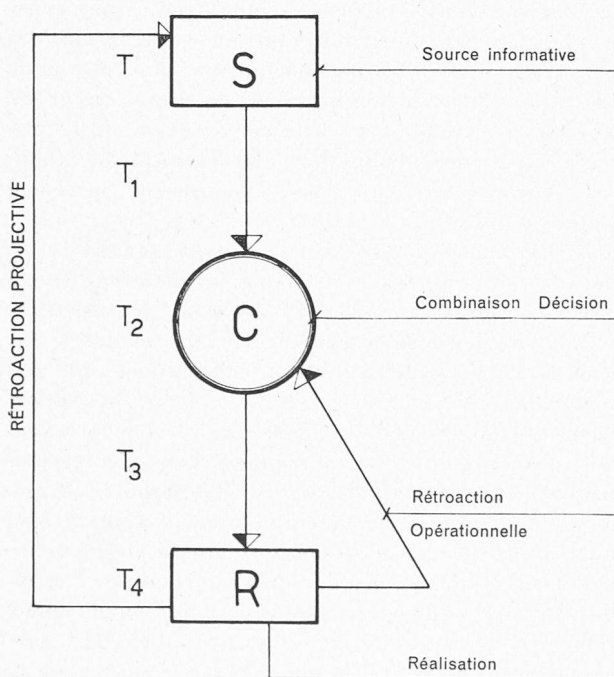 T
S
Source informative
T1
RÉTROACTION PROJECTIVE
T2
C
Combinaison Décision
T3
Rétroaction
Opérationnelle
T4
R
Réalisation